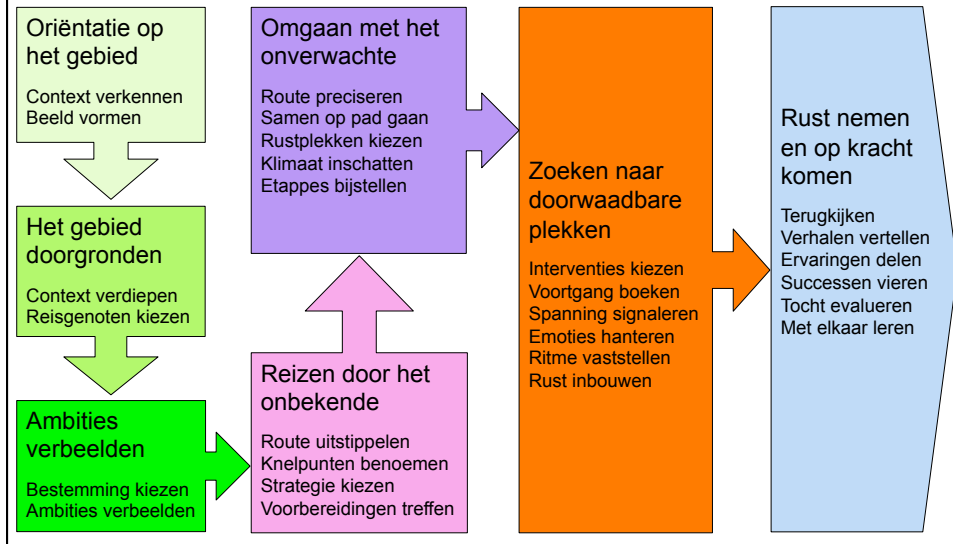 Oriëntatie op
het gebied
Context verkennen
Beeld vormen
Het gebied
doorgronden
Context verdiepen
Reisgenoten kiezen
Ambities
verbeelden
Bestemming kiezen
Ambities verbeelden
Reizen door het
onbekende
Route uitstippelen
Knelpunten benoemen
Strategie kiezen
Voorbereidingen treffen
Omgaan met het
onverwachte
Route preciseren
Samen op pad gaan
Rustplekken kiezen
Klimaat inschatten
Etappes bijstellen
Zoeken naar
doorwaadbare
plekken
Interventies kiezen
Voortgang boeken
Spanning signaleren
Emoties hanteren
Ritme vaststellen
Rust inbouwen
Rust nemen
en op kracht
komen
Terugkijken
Verhalen vertellen
Ervaringen delen
Successen vieren
Tocht evalueren
Met elkaar leren